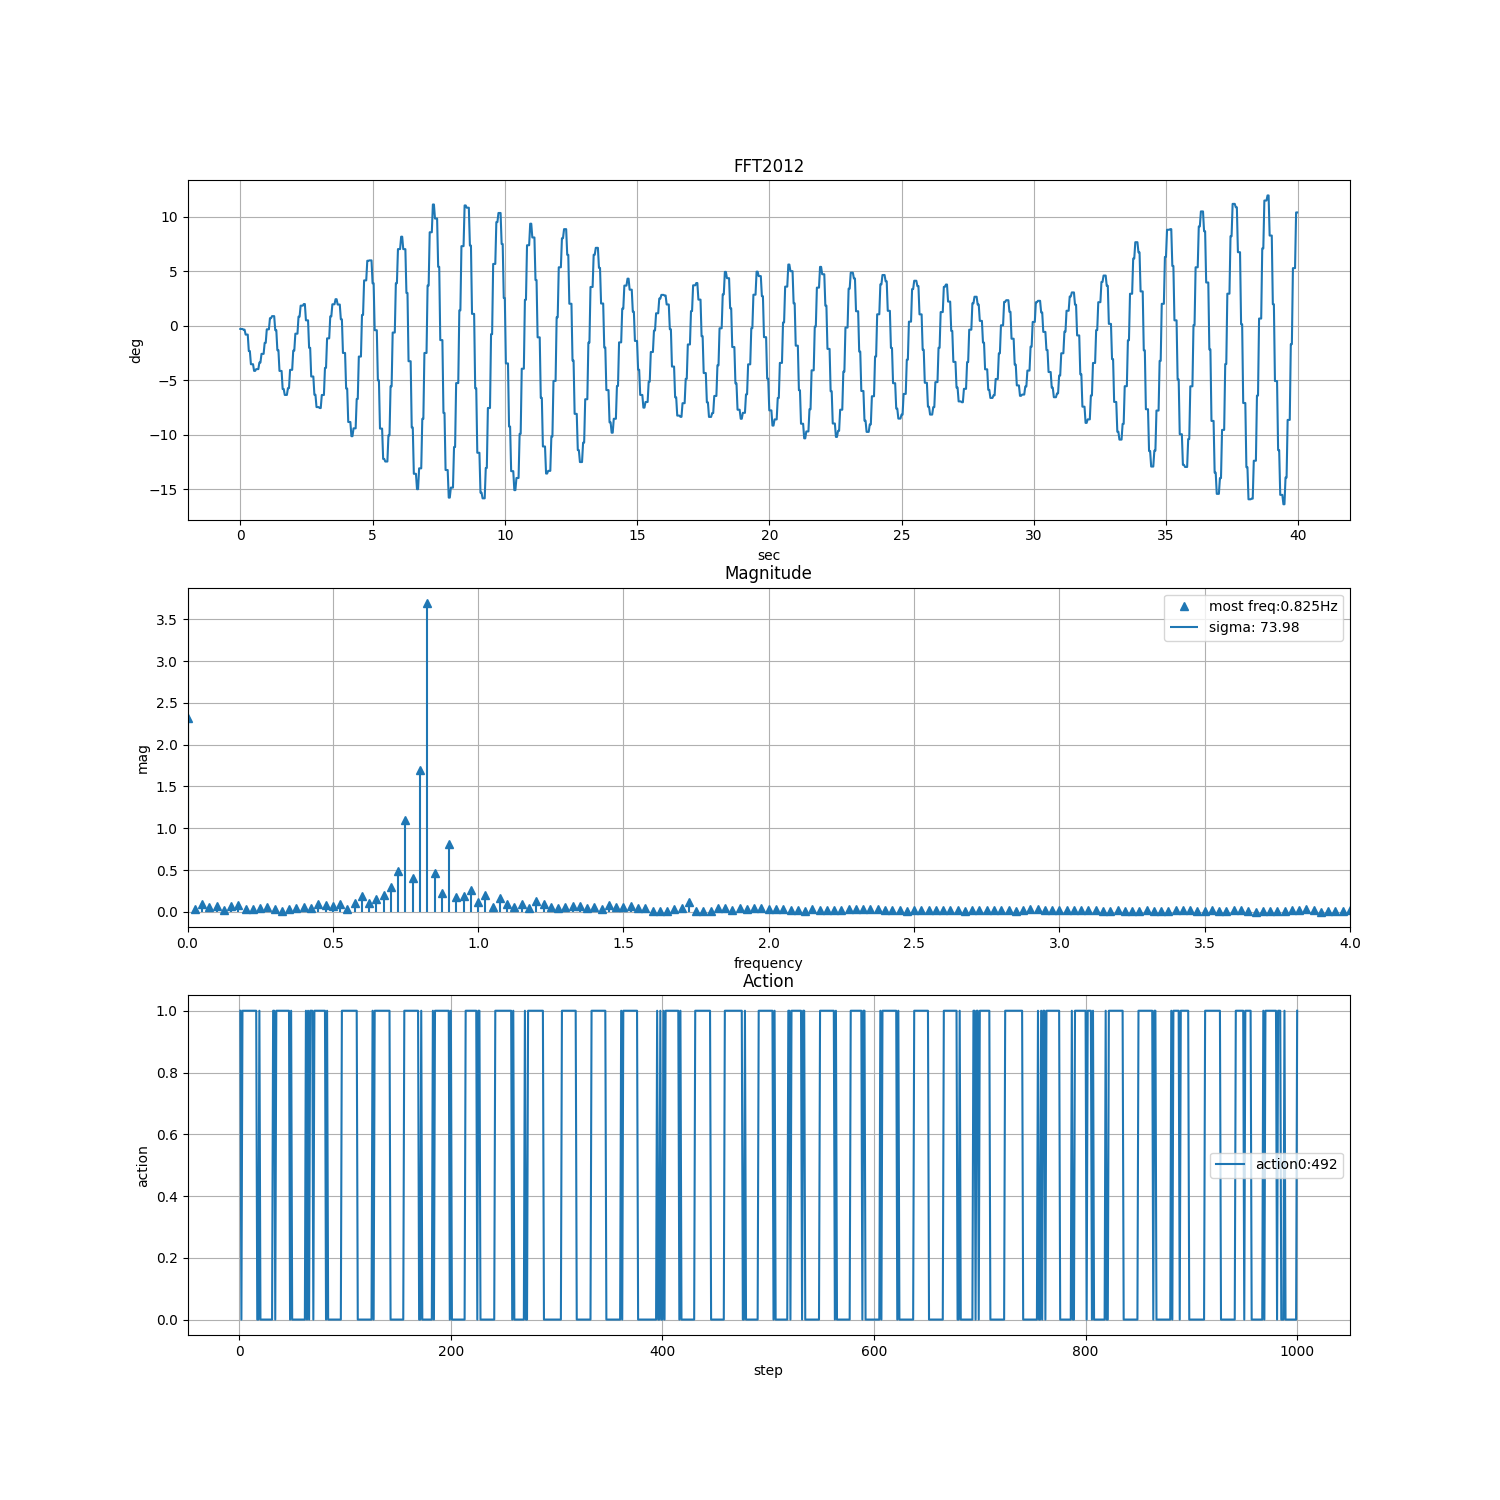 FFT2012
10
5
0
−5
−10
−15
deg
0 5 10 15 20 25 30 35 40
sec
Magnitude
most freq:0.825Hz
sigma: 73.98
3.5
3.0
2.5
2.0
1.5
1.0
0.5
0.0
mag
0.0 0.5 1.0 1.5 2.0 2.5 3.0 3.5 4.0
frequency
Action
1.0
0.8
0.6
0.4
0.2
0.0
action
action0:492
0 200 400 600 800 1000
step